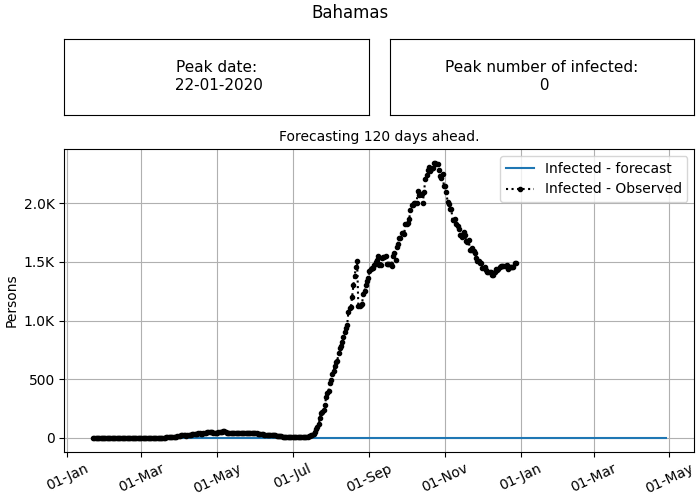 Bahamas
Peak date:
22-01-2020
Peak number of infected:
0
Forecasting 120 days ahead.
Infected - forecast
Infected - Observed
Persons
2.0K
1.5K
1.0K
500
0
01-Jan
01-Mar
01-May
01-Jul
01-Sep
01-Nov
01-Jan
01-Mar
01-May